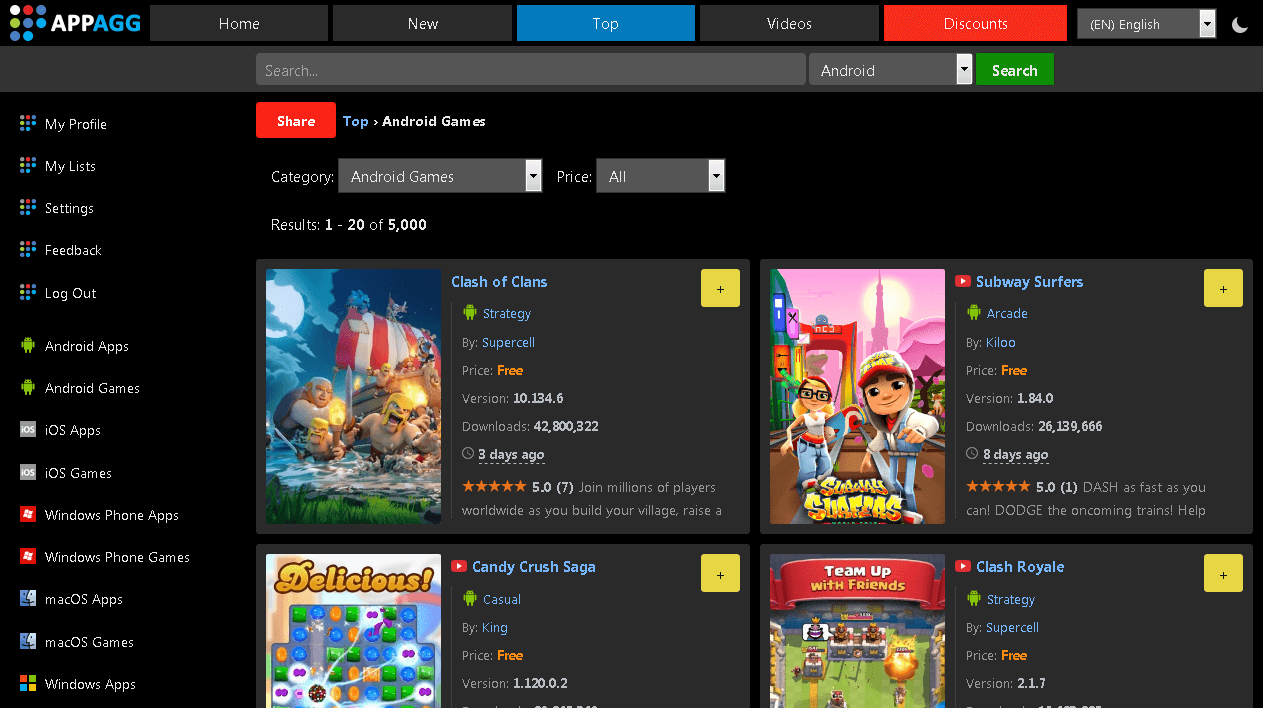 APPAGG
Home
New
Top
Videos
Discounts
(EN) English
Search...
Android
Search
My Profile
My Lists
Settings
Feedback
Log Out
Android Apps
Android Games
iOS iOS Apps
iOS iOS Games
Windows Phone Apps
Windows Phone Games
macOS Apps
macOS Games
Windows Apps
Share
Top › Android Games
Category: Android Games
Price: All
Results: 1 - 20 of 5,000
Clash of Clans
+
Strategy
By: Supercell
Price: Free
Version: 10.134.6
Downloads: 42,800,322
3 days ago
★★★★★ 5.0 (7) Join millions of players
worldwide as you build your village, raise a
SUBWAY
SURFERS
Subway Surfers
+
Arcade
By: Kiloo
Price: Free
Version: 1.84.0
Downloads: 26,139,666
8 days ago
★★★★★ 5.0 (1) DASH as fast as you
can! DODGE the oncoming trains! Help
Delicious!
Candy Crush Saga
+
Casual
By: King
Price: Free
Version: 1.120.0.2
Team Up
with Friends
Clash Royale
+
Strategy
By: Supercell
Price: Free
Version: 2.1.7